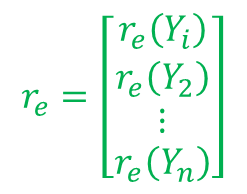 r_e = [r_e(Y_i)
r_e(Y_2)
⋮
r_e(Y_n)]